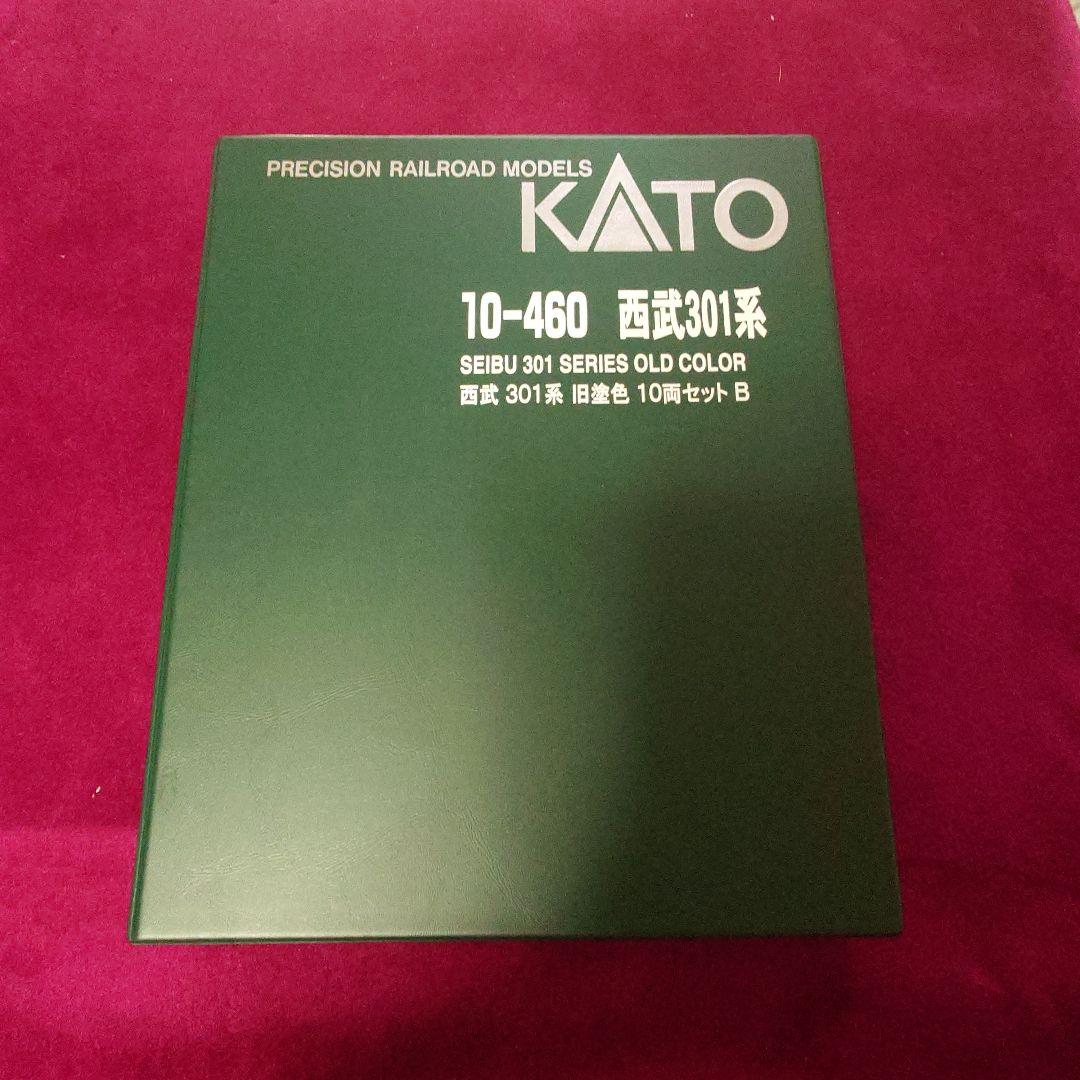 PRECISION RAILROAD MODELS
KATO
10-460 西武301系
SEIBU 301 SERIES OLD COLOR
西武 301系 旧塗色 10両セット B